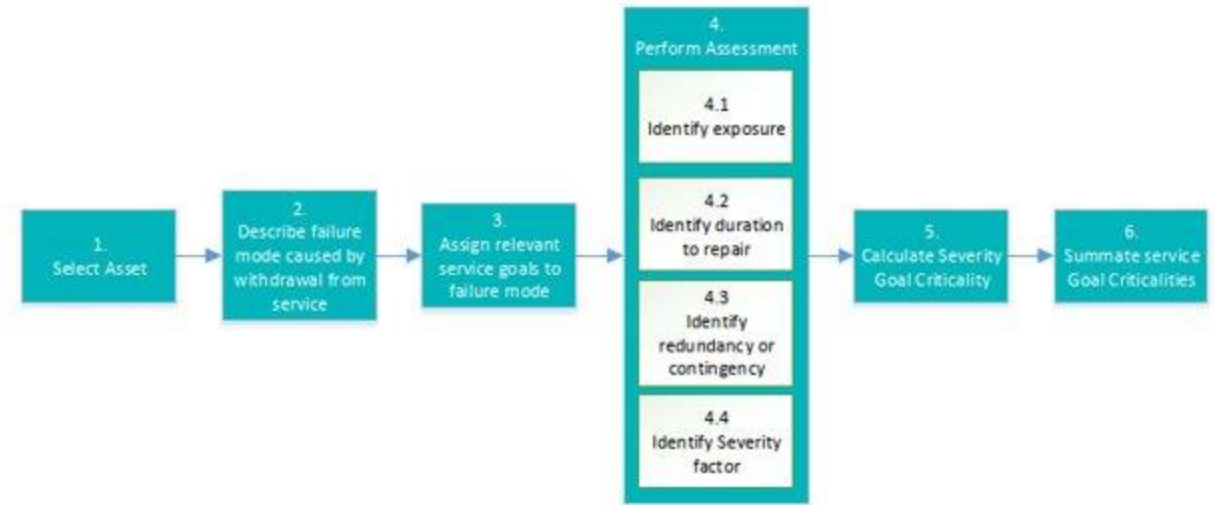 1.
Select Asset
2.
Describe failure
mode caused by
withdrawal from
service
3.
Assign relevant
service goals to
failure mode
4.
Perform Assessment
4.1
Identify exposure
4.2
Identify duration
to repair
4.3
Identify
redundancy or
contingency
4.4
Identify Severity
factor
5.
Calculate Severity
Goal Criticality
6.
Summate service
Goal Criticalities